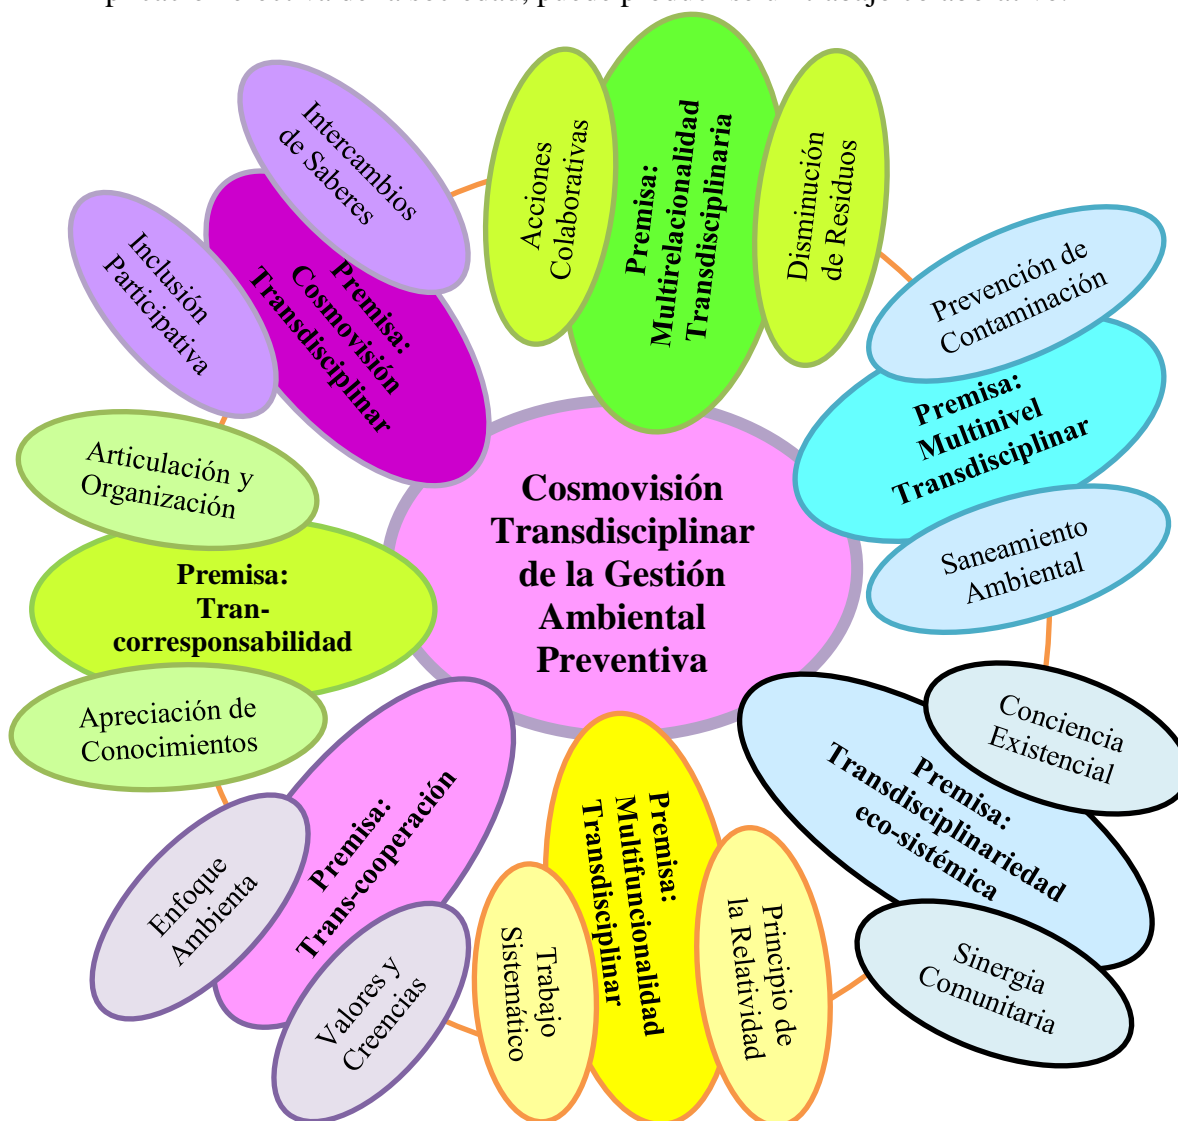 Intercambios
de Saberes
Acciones
Colaborativas
Premisa:
Multirelacionalidad
Transdisciplinaria
Disminución
de Residuos
Inclusión
Participativa
Premisa:
Cosmovisión
Transdisciplinar
Prevención de
Contaminación
Premisa:
Multinivel
Transdisciplinar
Articulación y
Organización
Cosmovisión
Transdisciplinar
de la Gestión
Ambiental
Preventiva
Saneamiento
Ambiental
Premisa:
Tran-
corresponsabilidad
Apreciación de
Conocimientos
Conciencia
Existencial
Premisa:
Transdisciplinariedad
eco-sistémica
Premisa:
Trans-cooperación
Enfoque
Ambienta
Valores y
Creencias
Trabajo
Sistemático
Premisa:
Multifuncionalidad
Transdisciplinar
Principio de
la Relatividad
Sinergia
Comunitaria